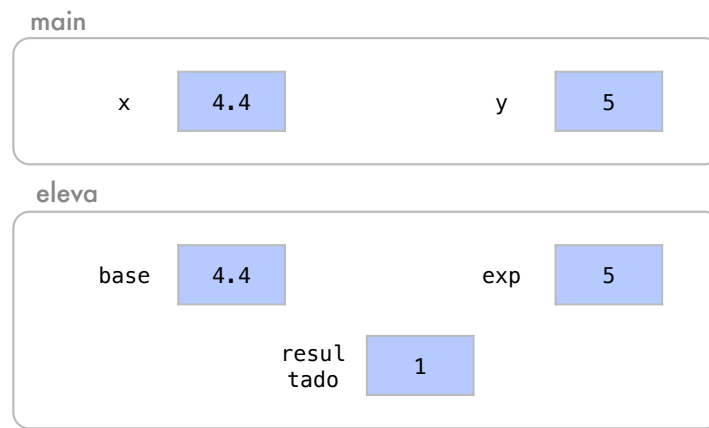 main
x 4.4 y 5
eleva
base 4.4 exp 5
resul
tado 1